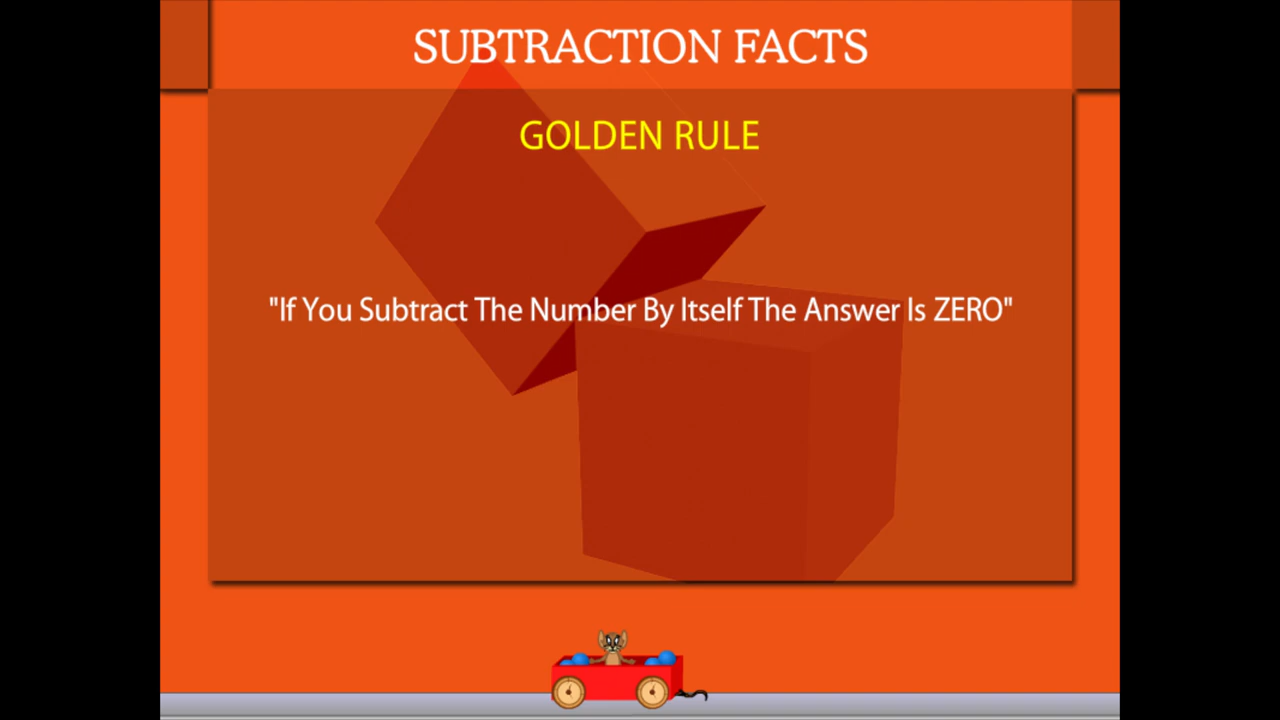 SUBTRACTION FACTS
GOLDEN RULE
"If You Subtract The Number By Itself The Answer Is ZERO"